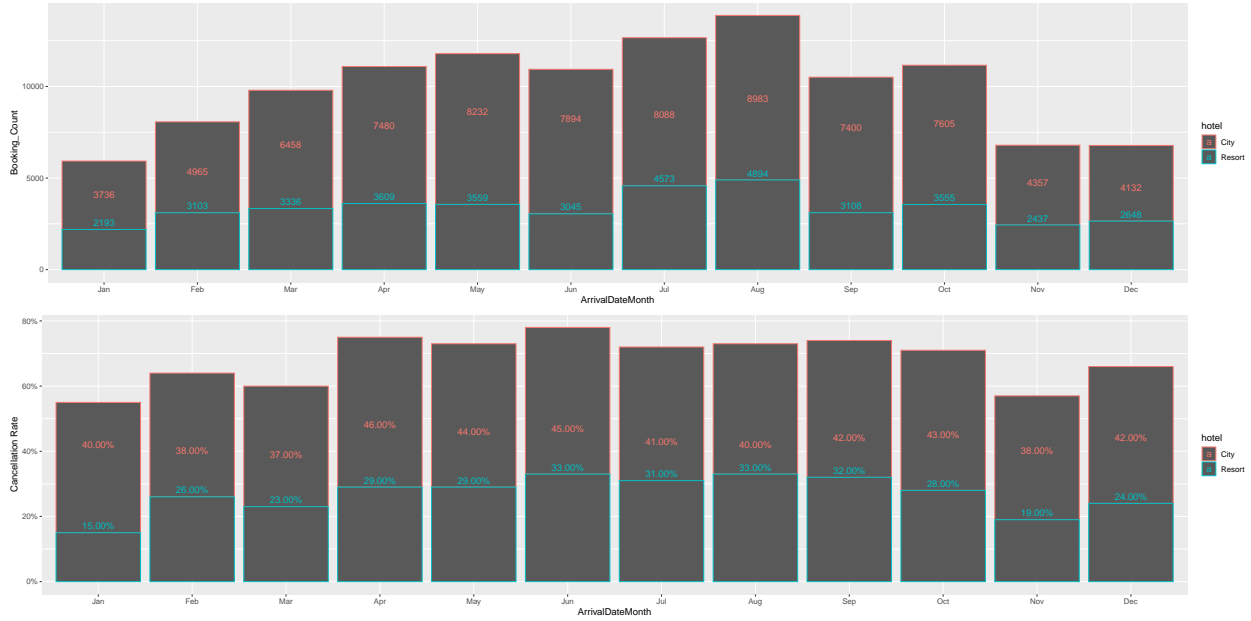 Booking_Count
10000
5000
0
8983
8088
8232
7894
7480
7605
7400
6458
4965
4357
4132
3736
4894
4573
3609
3559
3555
3336
3103
3108
3045
2648
2437
2193
Jan Feb Mar Apr May Jun Jul Aug Sep Oct Nov Dec
ArrivalDateMonth
hotel
a City
a Resort
Cancellation Rate
80%
60%
40%
20%
0%
40.00% 38.00% 37.00% 46.00% 44.00% 45.00% 41.00% 40.00% 42.00% 43.00% 38.00% 42.00%
15.00% 26.00% 23.00% 29.00% 29.00% 33.00% 31.00% 33.00% 32.00% 28.00% 19.00% 24.00%
Jan Feb Mar Apr May Jun Jul Aug Sep Oct Nov Dec
ArrivalDateMonth
hotel
a City
a Resort